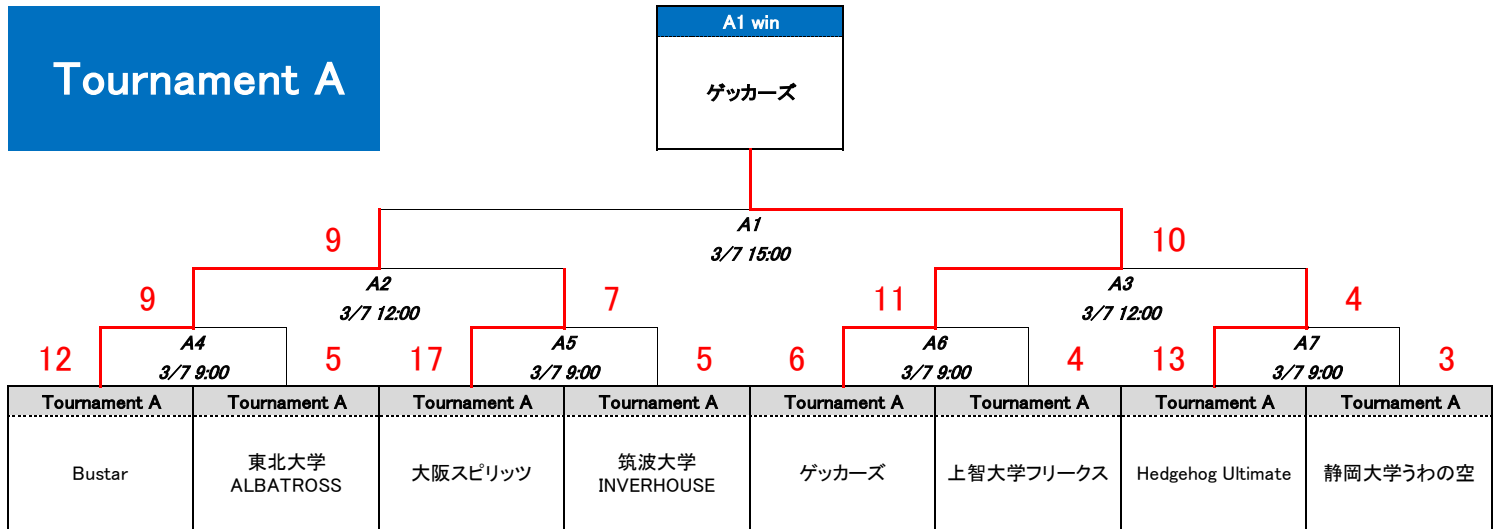 A1 win
Tournament A
ゲッカーズ
A1
9
10
3/7 15:00
A2
A3
9
7
11
4
3/7 12:00
3/7 12:00
A4
A5
A6
A7
12
5
17
5
6
4
13
3
3/7 9:00
3/7 9:00
3/7 9:00
3/7 9:00
Tournament A
Tournament A
Tournament A
Tournament A
Tournament A
Tournament A
Tournament A
Tournament A
Bustar
東北大学
ALBATROSS
大阪スピリッツ
筑波大学
INVERHOUSE
ゲッカーズ
上智大学フリークス
Hedgehog Ultimate
静岡大学うわの空